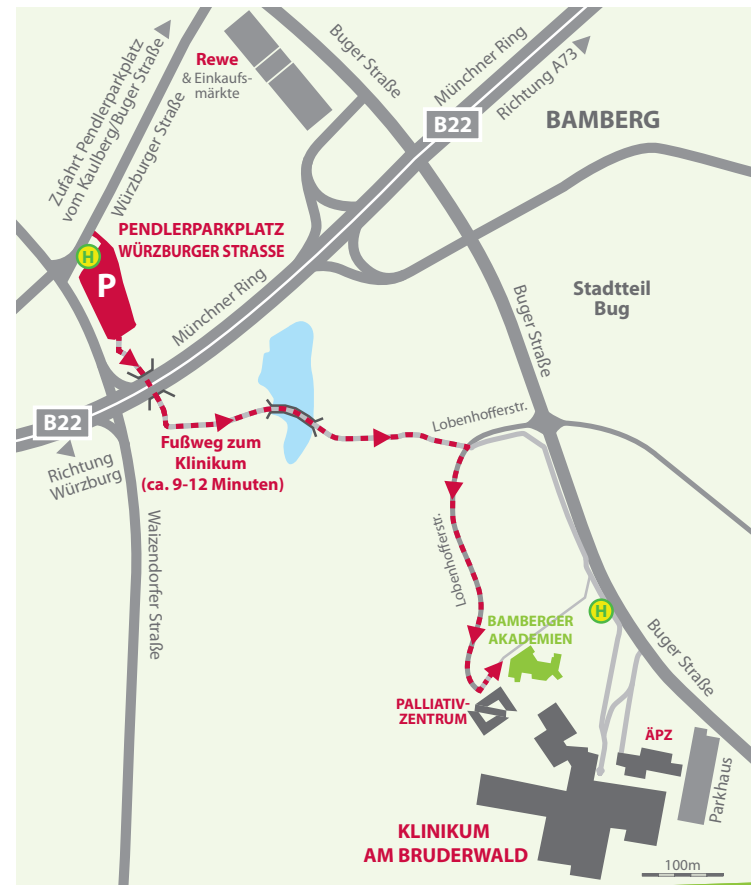 Zufahrt Pendlerparkplatz
vom Kaulberg/Buger Straße
Würzburger Straße
Rewe
& Einkaufs-
märkte
Buger Straße
Münchner Ring
Richtung A73
B22
BAMBERG
PENDLERPARKPLATZ
WÜRZBURGER STRASSE
H
P
Münchner Ring
Buger Straße
Stadtteil
Bug
B22
Richtung
Würzburg
Fußweg zum
Klinikum
(ca. 9-12 Minuten)
Lobenhofferstr.
Lobenhofferstr.
Waizendorfer Straße
H
BAMBERGER
AKADEMIEN
Buger Straße
PALLIATIV-
ZENTRUM
ÄPZ
Parkhaus
KLINIKUM
AM BRUDERWALD
100m